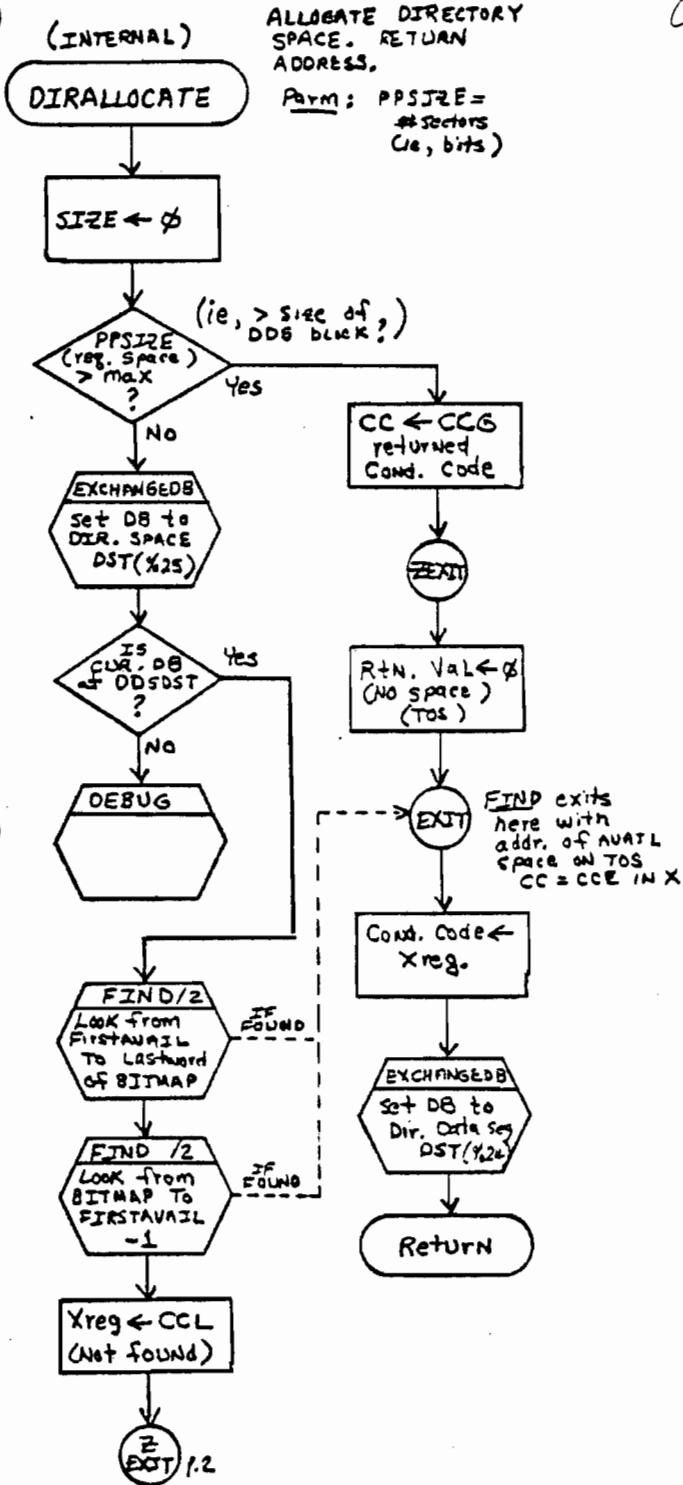 (INTERNAL)
DIRALLOCATE
ALLOCATE DIRECTORY
SPACE. RETURN
ADDRESS.
Parm: PPSIZE =
# sectors
(ie, bits)
SIZE ← ∅
PPSIZE
(req. space)
> max
?
(ie, > size of
DDS block?)
Yes
NO
CC ← CCG
returned
Cond. Code
EXCHANGEDB
set DB to
DIR. SPACE
DST(%25)
ZEXIT
IS
CUR. DB
at DDSDST
?
Yes
NO
Rtn. Val ← ∅
(NO space)
(TOS)
DEBUG
EXIT
FIND exits
here with
addr. of AVAIL
space on TOS
CC = CCE IN X
Cond. Code ←
Xreg.
FIND/2
Look from
FIRSTAVAIL
TO Lastword
of BITMAP
IF
FOUND
EXCHANGEDB
set DB to
Dir. Data Seg
FIND /2
Look from
BITMAP TO
FIRSTAVAIL
-1
IF
FOUND
Return
Xreg ← CCL
(Not found)
Z
EXIT
1.2